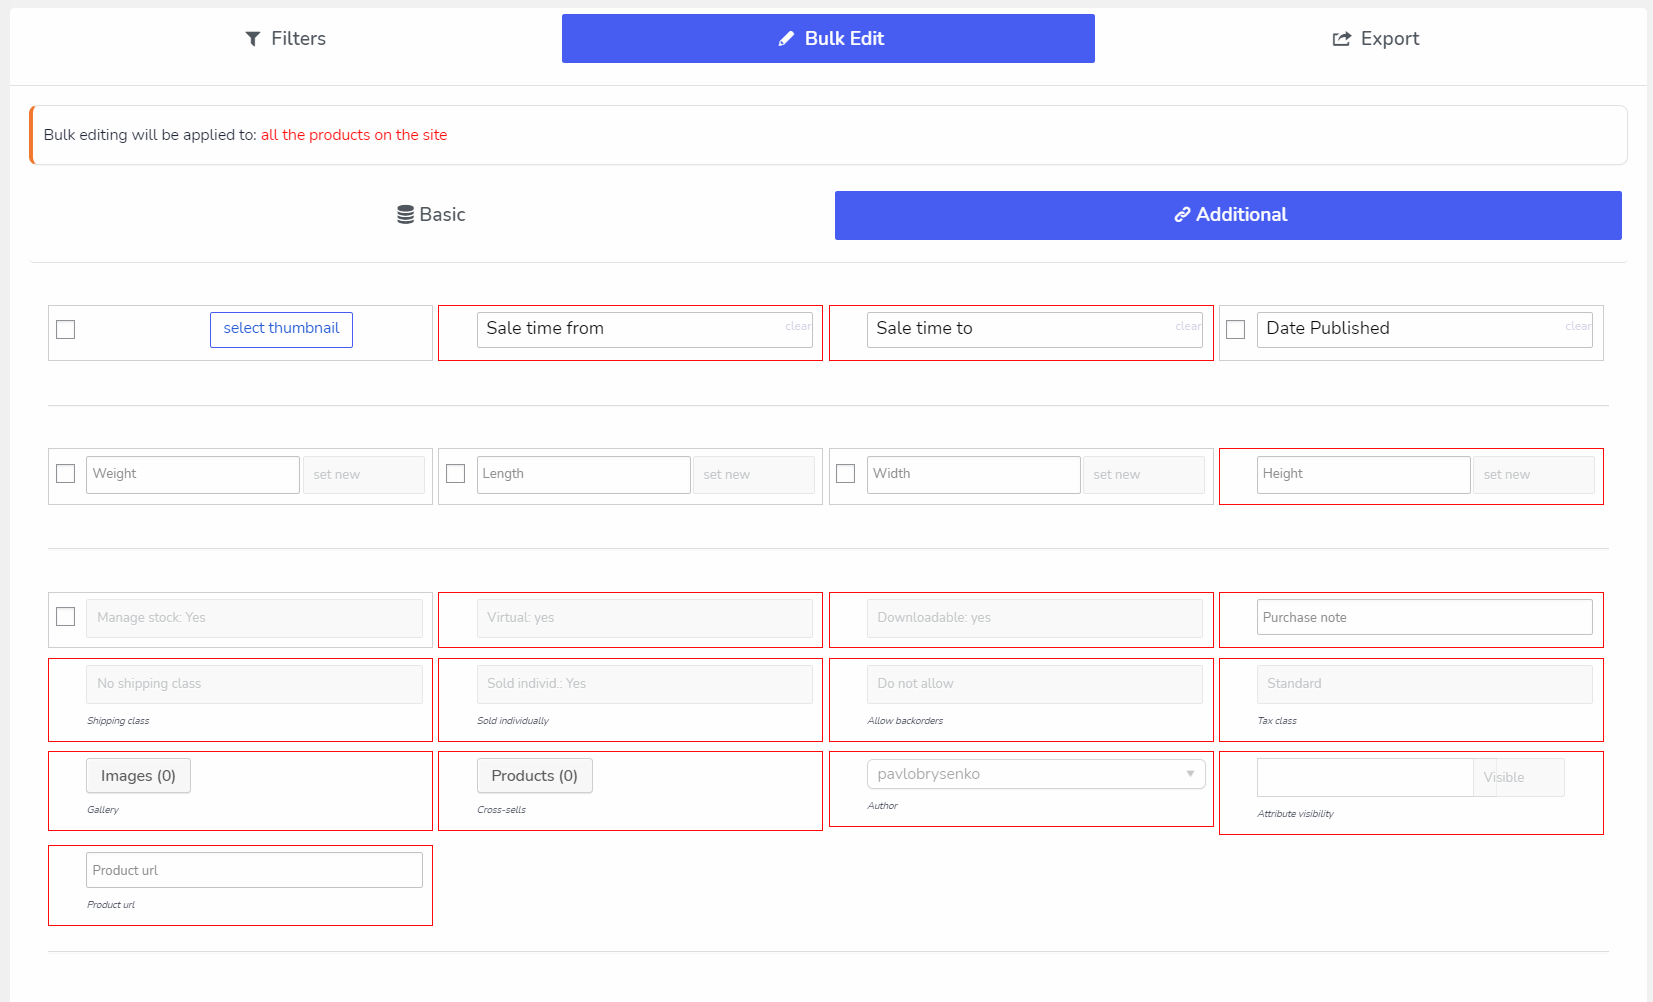 Filters
Bulk Edit
Export
Bulk editing will be applied to: all the products on the site
Basic
Additional
select thumbnail
Sale time from
clear
Sale time to
clear
Date Published
clear
Weight
set new
Length
set new
Width
set new
Height
set new
Manage stock: Yes
Virtual: yes
Downloadable: yes
Purchase note
No shipping class
Sold individ.: Yes
Do not allow
Standard
Shipping class
Sold individually
Allow backorders
Tax class
Images (0)
Products (0)
pavlobrysenko
Visible
Gallery
Cross-sells
Author
Attribute visibility
Product url
Product url